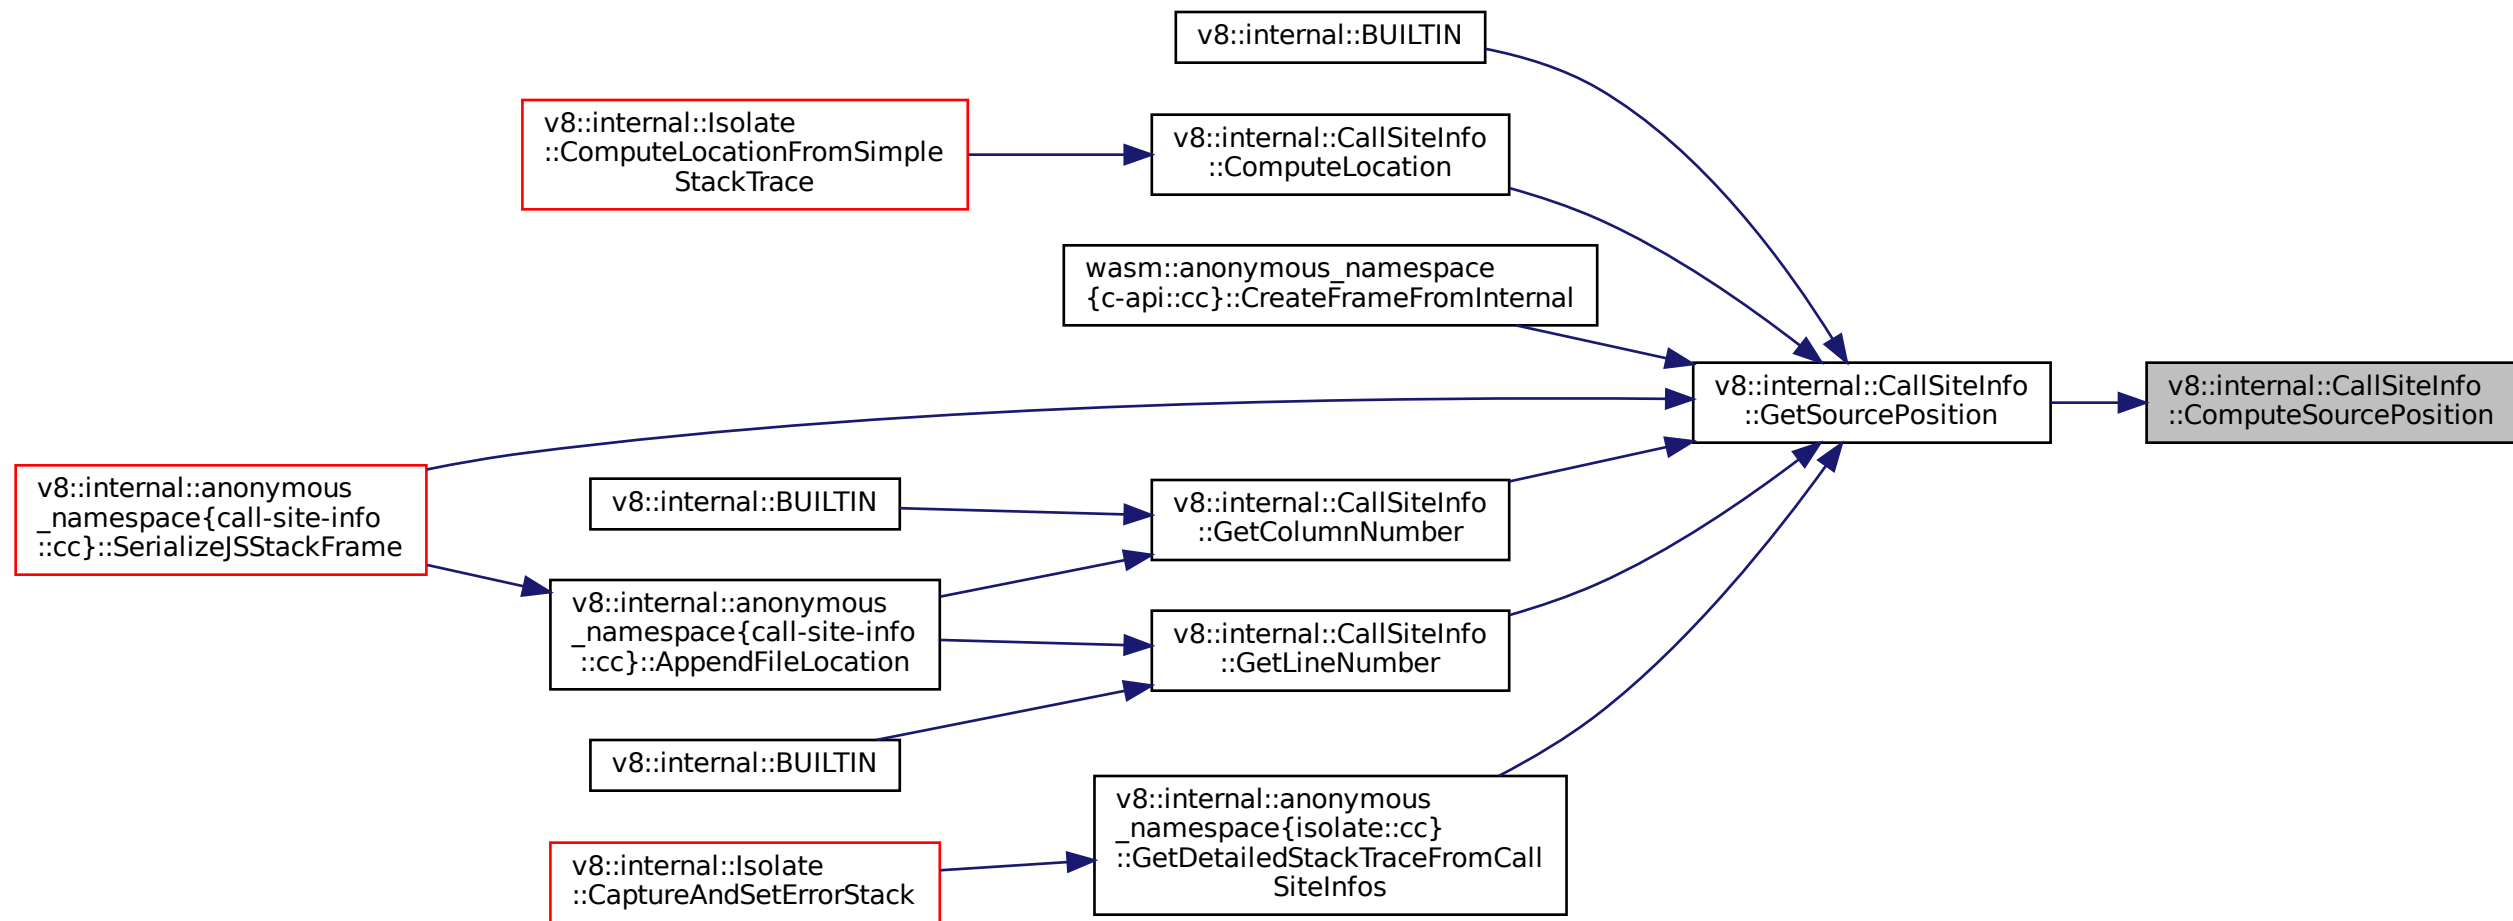 v8::internal::BUILTIN
v8::internal::Isolate
::ComputeLocationFromSimple
StackTrace
v8::internal::CallSiteInfo
::ComputeLocation
wasm::anonymous_namespace
{c-api::cc}::CreateFrameFromInternal
v8::internal::CallSiteInfo
::GetSourcePosition
v8::internal::CallSiteInfo
::ComputeSourcePosition
v8::internal::anonymous
_namespace{call-site-info
::cc}::SerializeJSStackFrame
v8::internal::BUILTIN
v8::internal::CallSiteInfo
::GetColumnNumber
v8::internal::anonymous
_namespace{call-site-info
::cc}::AppendFileLocation
v8::internal::CallSiteInfo
::GetLineNumber
v8::internal::BUILTIN
v8::internal::anonymous
_namespace{isolate::cc}
::GetDetailedStackTraceFromCall
SiteInfos
v8::internal::Isolate
::CaptureAndSetErrorStack